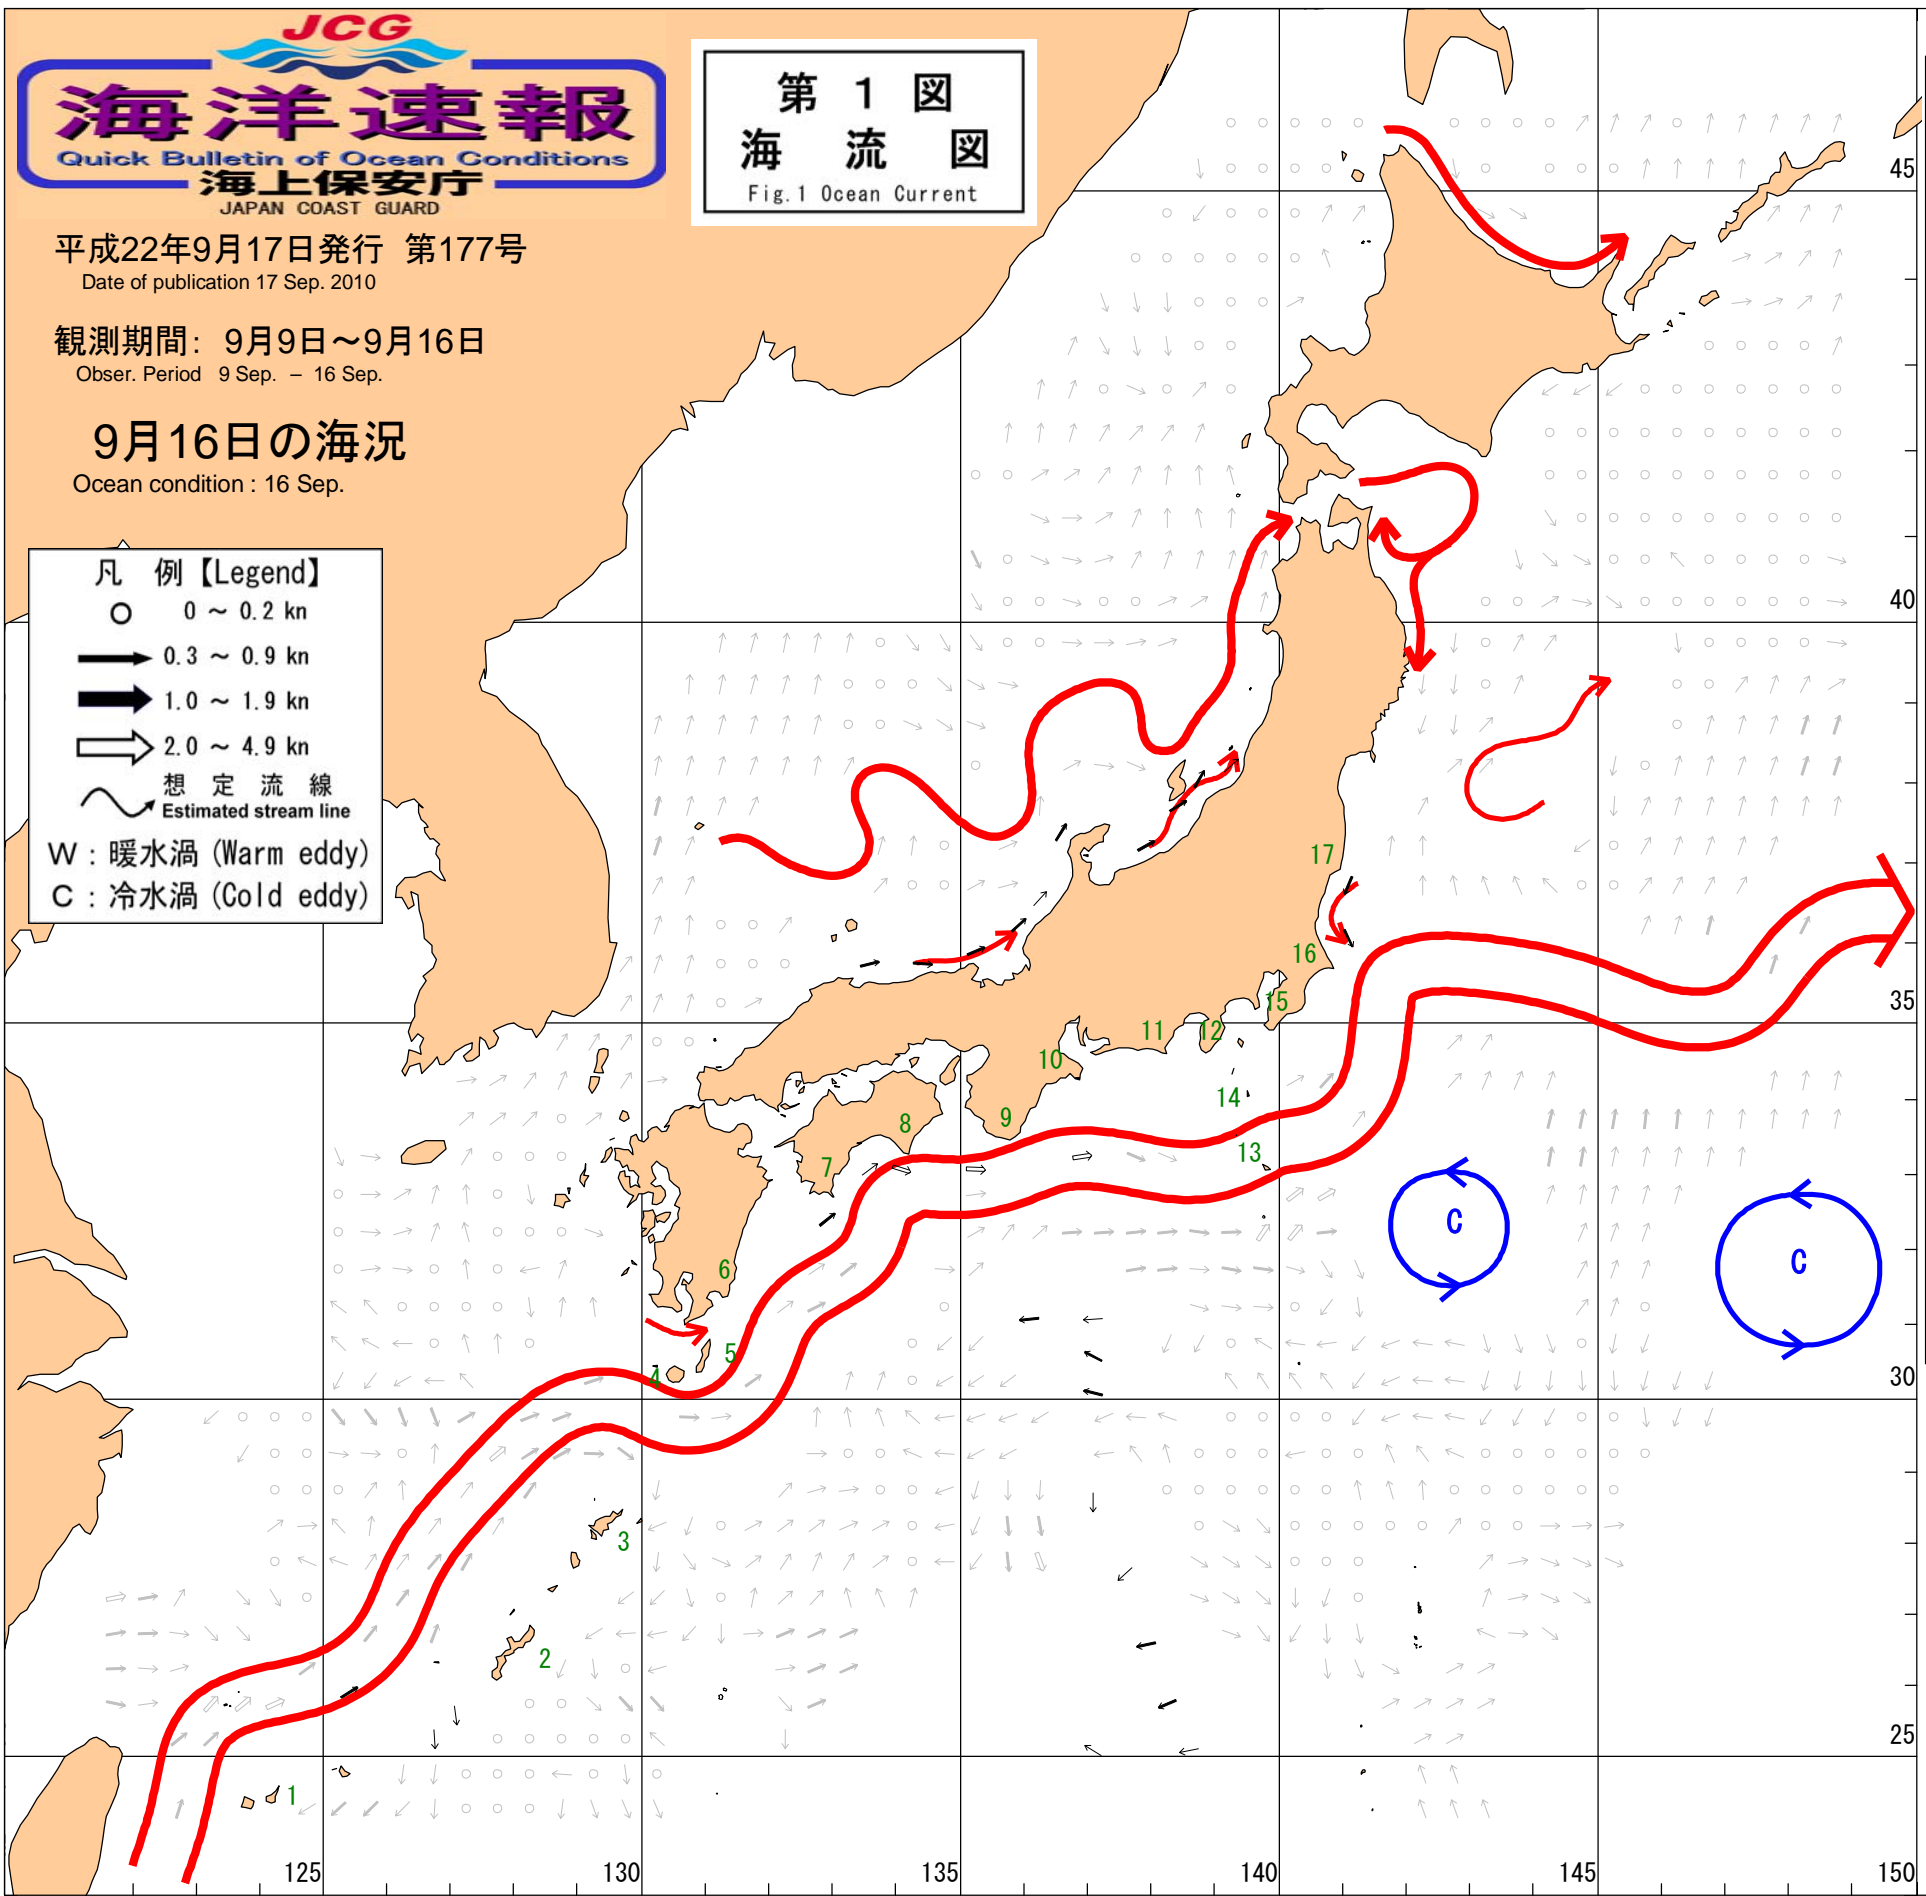 JCG
海洋速報
Quick Bulletin of Ocean Conditions
海上保安庁
JAPAN COAST GUARD
第 1 図
海 流 図
Fig.1 Ocean Current
平成22年9月17日発行 第177号
Date of publication 17 Sep. 2010
観測期間: 9月9日～9月16日
Obser. Period 9 Sep. – 16 Sep.
9月16日の海況
Ocean condition : 16 Sep.
凡 例【Legend】
0 ～ 0.2 kn
0.3 ～ 0.9 kn
1.0 ～ 1.9 kn
2.0 ～ 4.9 kn
想 定 流 線
Estimated stream line
W : 暖水渦 (Warm eddy)
C : 冷水渦 (Cold eddy)
45
40
35
30
25
17
16
15
14
13
12
11
10
9
8
7
6
5
4
3
2
1
C
C
125
130
135
140
145
150